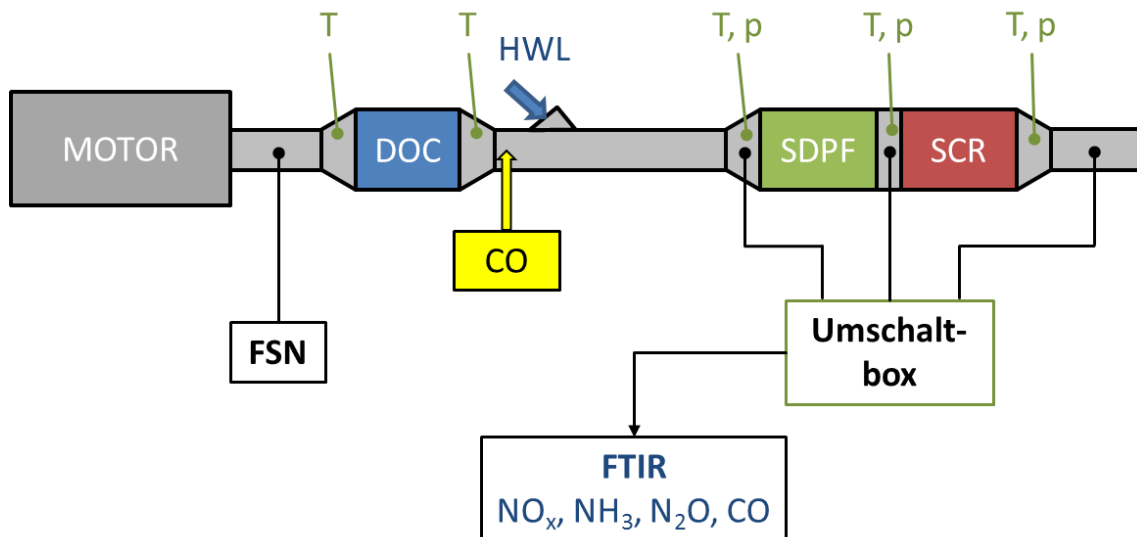 T
T
T, p
T, p
T, p
HWL
MOTOR
DOC
SDPF
SCR
CO
FSN
Umschalt-
box
FTIR
NOₓ, NH₃, N₂O, CO